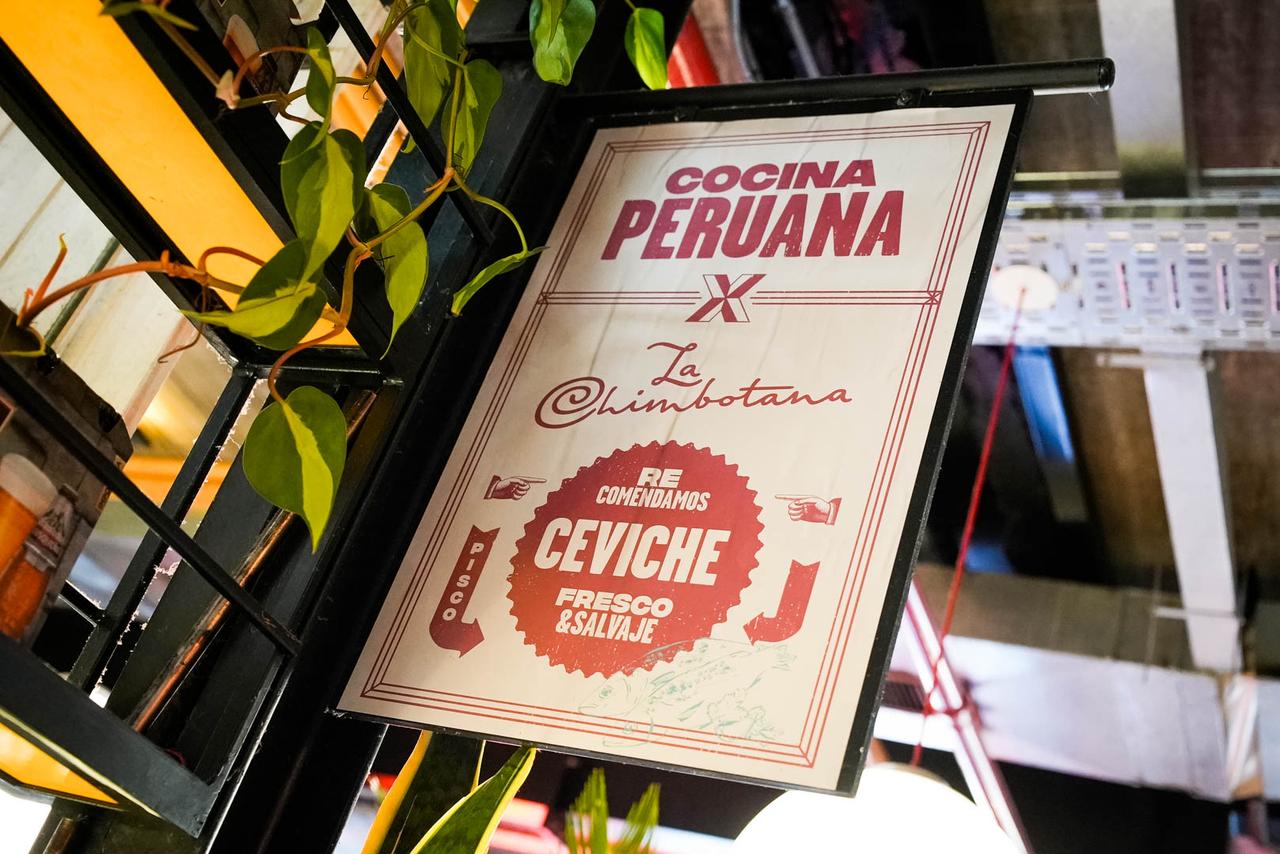 COCINA
PERUANA
X
La
Chimbotana
RE
COMENDAMOS
CEVICHE
FRESCO
&SALVAJE
PISCO